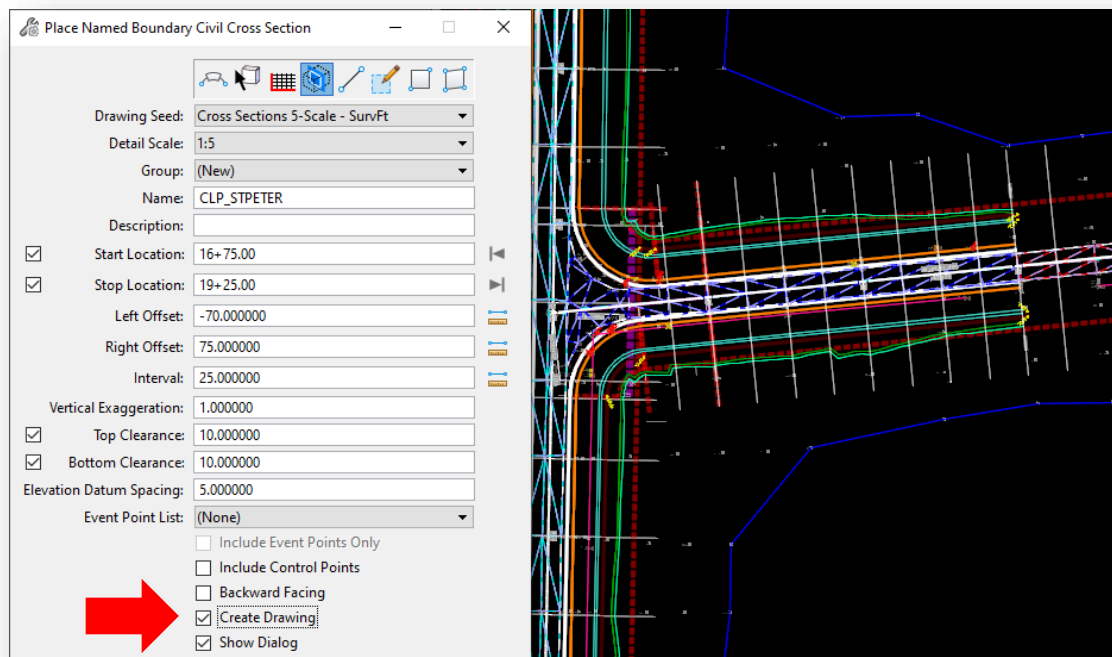 Place Named Boundary Civil Cross Section
Drawing Seed: Cross Sections 5-Scale - SurvFt
Detail Scale: 1:5
Group: (New)
Name: CLP_STPETER
Description:
Start Location: 16+75.00
Stop Location: 19+25.00
Left Offset: -70.000000
Right Offset: 75.000000
Interval: 25.000000
Vertical Exaggeration: 1.000000
Top Clearance: 10.000000
Bottom Clearance: 10.000000
Elevation Datum Spacing: 5.000000
Event Point List: (None)
Include Event Points Only
Include Control Points
Backward Facing
Create Drawing
Show Dialog